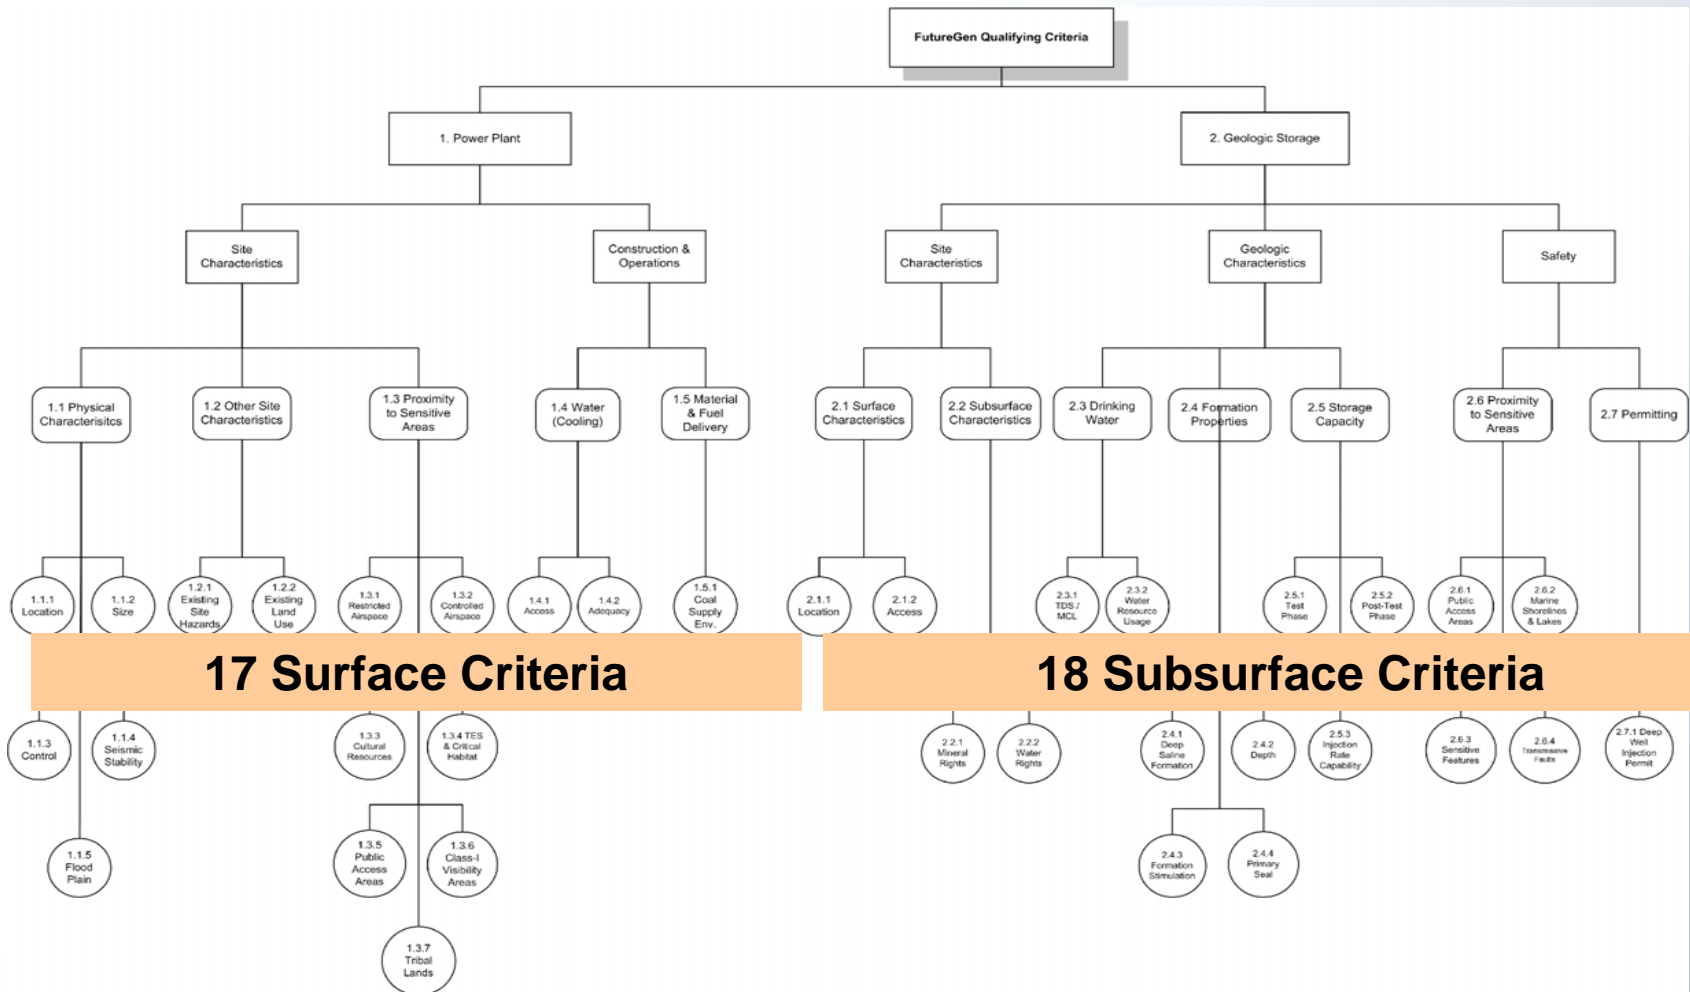 FutureGen Qualifying Criteria
1. Power Plant
2. Geologic Storage
Site
Characteristics
Construction &
Operations
Site
Characteristics
Geologic
Characteristics
Safety
1.1 Physical
Characterisitcs
1.2 Other Site
Characteristics
1.3 Proximity
to Sensitive
Areas
1.4 Water
(Cooling)
1.5 Material
& Fuel
Delivery
2.1 Surface
Characteristics
2.2 Subsurface
Characteristics
2.3 Drinking
Water
2.4 Formation
Properties
2.5 Storage
Capacity
2.6 Proximity
to Sensitive
Areas
2.7 Permitting
1.1.1
Location
1.1.2
Size
1.2.1
Existing
Site
Hazards
1.2.2
Existing
Land
Use
1.3.1
Restricted
Airspace
1.3.2
Controlled
Airspace
1.4.1
Access
1.4.2
Adequacy
1.5.1
Coal
Supply
Env.
2.1.1
Location
2.1.2
Access
2.3.1
TDS /
MCL
2.3.2
Water
Resource
Usage
2.5.1
Test
Phase
2.5.2
Post-Test
Phase
2.6.1
Public
Access
Areas
2.6.2
Marine
Shorelines
& Lakes
17 Surface Criteria
18 Subsurface Criteria
1.1.3
Control
1.1.4
Seismic
Stability
1.3.3
Cultural
Resources
1.3.4 TES
& Critical
Habitat
2.2.1
Mineral
Rights
2.2.2
Water
Rights
2.4.1
Deep
Saline
Formation
2.4.2
Depth
2.5.3
Injection
Rate
Capability
2.6.3
Sensitive
Features
2.6.4
Transmissive
Faults
2.7.1 Deep
Well
Injection
Permit
1.1.5
Flood
Plain
1.3.5
Public
Access
Areas
1.3.6
Class-I
Visibility
Areas
2.4.3
Formation
Stimulation
2.4.4
Primary
Seal
1.3.7
Tribal
Lands